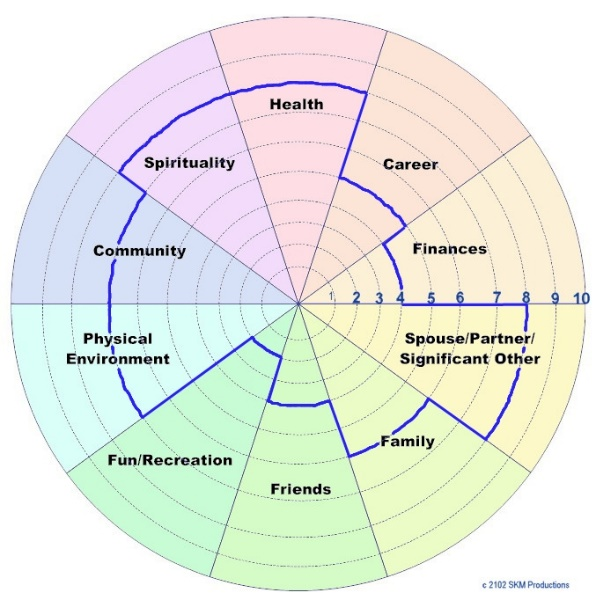 Health
Spirituality
Career
Community
Finances
1 2 3 4 5 6 7 8 9 10
Physical
Environment
Spouse/Partner/
Significant Other
Fun/Recreation
Family
Friends
c 2102 SKM Productions